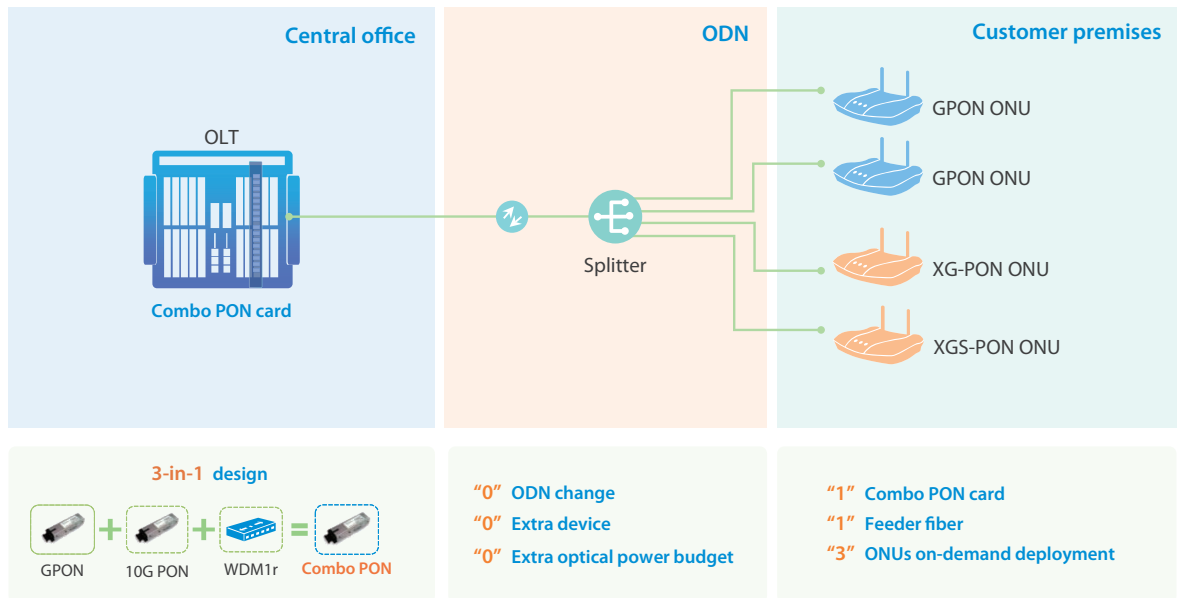 Central office
ODN
Customer premises
OLT
Combo PON card
Splitter
GPON ONU
GPON ONU
XG-PON ONU
XGS-PON ONU
3-in-1 design
GPON
10G PON
WDM1r
Combo PON
“0” ODN change
“0” Extra device
“0” Extra optical power budget
“1” Combo PON card
“1” Feeder fiber
“3” ONUs on-demand deployment